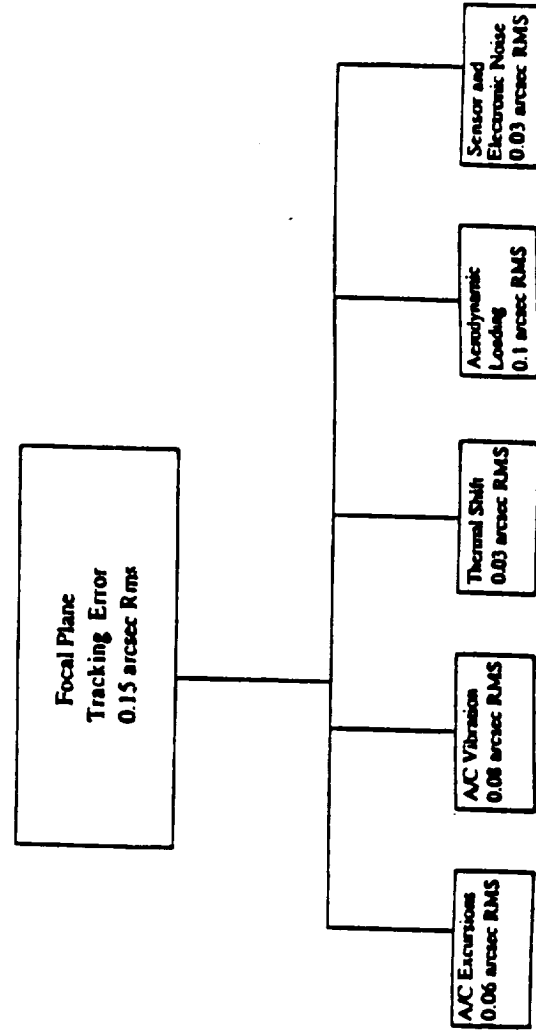 Focal Plane
Tracking Error
0.15 arcsec Rms
A/C Excursions
0.06 arcsec RMS
A/C Vibration
0.08 arcsec RMS
Thermal Shift
0.03 arcsec RMS
Aerodynamic
Loading
0.1 arcsec RMS
Sensor and
Electronic Noise
0.03 arcsec RMS